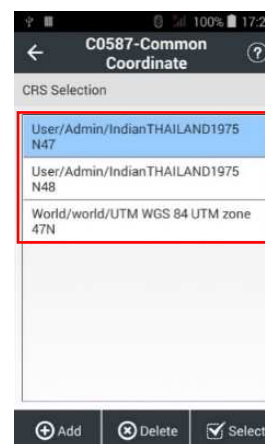 100% 17:2
C0587-Common
Coordinate
?
CRS Selection
User/Admin/IndianTHAILAND1975
N47
User/Admin/IndianTHAILAND1975
N48
World/world/UTM WGS 84 UTM zone
47N
Add Delete Select